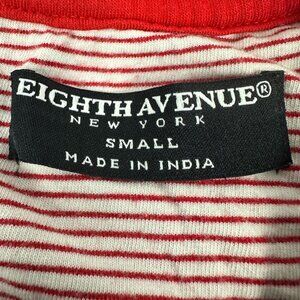 EIGHTH AVENUE®
NEW YORK
SMALL
MADE IN INDIA